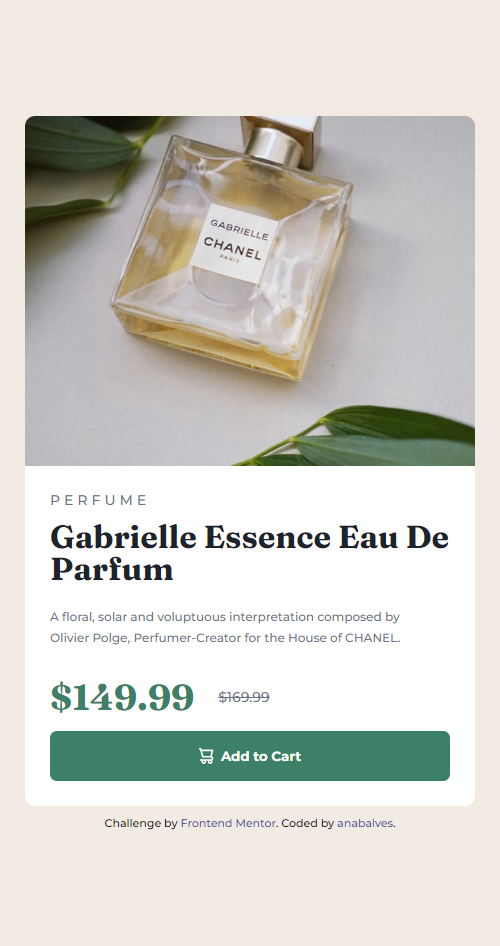 GABRIELLE
CHANEL
PARIS
PERFUME
Gabrielle Essence Eau De
Parfum
A floral, solar and voluptuous interpretation composed by
Olivier Polge, Perfumer-Creator for the House of CHANEL.
$149.99 $169.99
Add to Cart
Challenge by Frontend Mentor. Coded by anabalves.